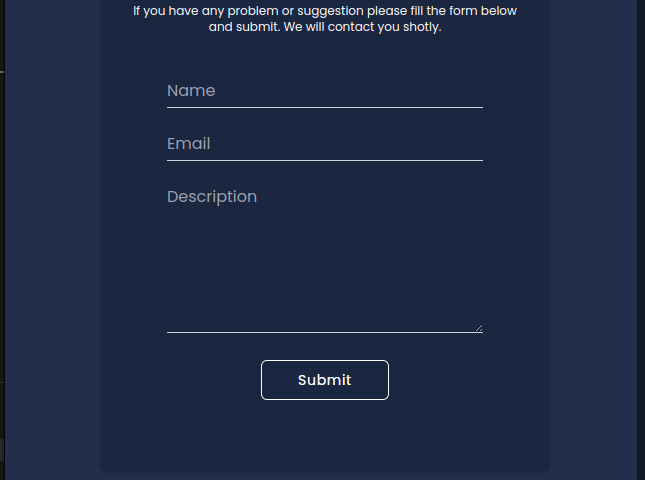 If you have any problem or suggestion please fill the form below
and submit. We will contact you shotly.
Name
Email
Description
Submit